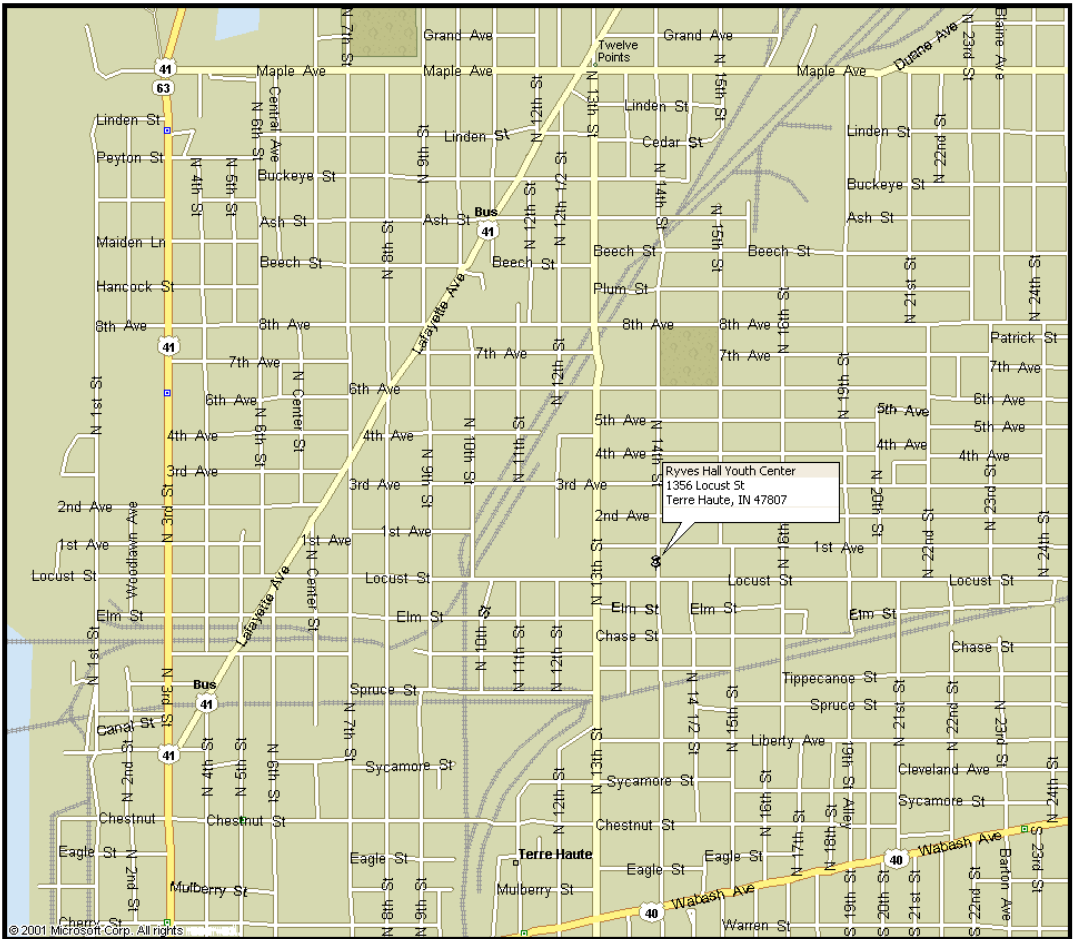 Grand Ave
Grand Ave
N 7th St
Twelve
Points
N 23rd St
Blaine Ave
Duane Ave
41
63
Maple Ave
Maple Ave
Maple Ave
N 15th St
N 13th St
N 12th St
Central Ave
N 6th St
Linden St
Linden St
Linden St
Linden St
Cedar St
N 9th St
N 22nd St
Peyton St
N 4th St
N 5th St
Buckeye St
Buckeye St
N 12th St
N 12th 1/2 St
N 14th St
N 15th St
Bus
41
Ash St
Ash St
Ash St
Maiden Ln
N 8th St
Beech St
Beech St
Beech St
Beech St
Hancock St
Plum St
N 16th St
N 21st St
N 24th St
Lafayette Ave
8th Ave
8th Ave
8th Ave
8th Ave
Patrick St
41
7th Ave
7th Ave
7th Ave
7th Ave
N 12th St
N 19th St
N 1st St
N Center St
6th Ave
6th Ave
6th Ave
5th Ave
5th Ave
5th Ave
N 6th St
4th Ave
4th Ave
4th Ave
4th Ave
N 10th St
N 11th St
N 14th St
N 9th St
3rd Ave
3rd Ave
3rd Ave
Ryves Hall Youth Center
1356 Locust St
Terre Haute, IN 47807
N 20th St
N 22nd St
N 23rd St
N 24th St
2nd Ave
2nd Ave
N 3rd St
Woodlawn Ave
1st Ave
1st Ave
1st Ave
1st Ave
N 16th St
N 13th St
Locust St
Locust St
Locust St
Locust St
N Center St
Lafayette Ave
Elm St
Elm St
Elm St
Elm St
Elm St
N 10th St
N 11th St
N 12th St
Chase St
Chase St
N 1st St
N 3rd St
Bus
41
Spruce St
Spruce St
Tippecanoe St
N 14 1/2 St
N 15th St
N 21st St
N 22nd St
N 23rd St
Canal St
N 7th St
41
N 2nd St
N 4th St
N 5th St
N 6th St
Liberty Ave
Sycamore St
Sycamore St
Sycamore St
Cleveland Ave
N 12th St
N 13th St
N 16th St
N 17th St
N 18th St
19th St Alley
N 24th St
Chestnut
Chestnut St
Chestnut St
Eagle St
Eagle St
Eagle St
Eagle St
Terre Haute
40
Wabash Ave
Wabash Ave
40
N 2nd St
Mulberry St
Mulberry St
N 8th St
N 9th St
S 19th St
S 20th St
S 21st St
S 22nd St
Banton Ave
S 23rd St
Cherry St
Warren St
© 2001 Microsoft Corp. All rights